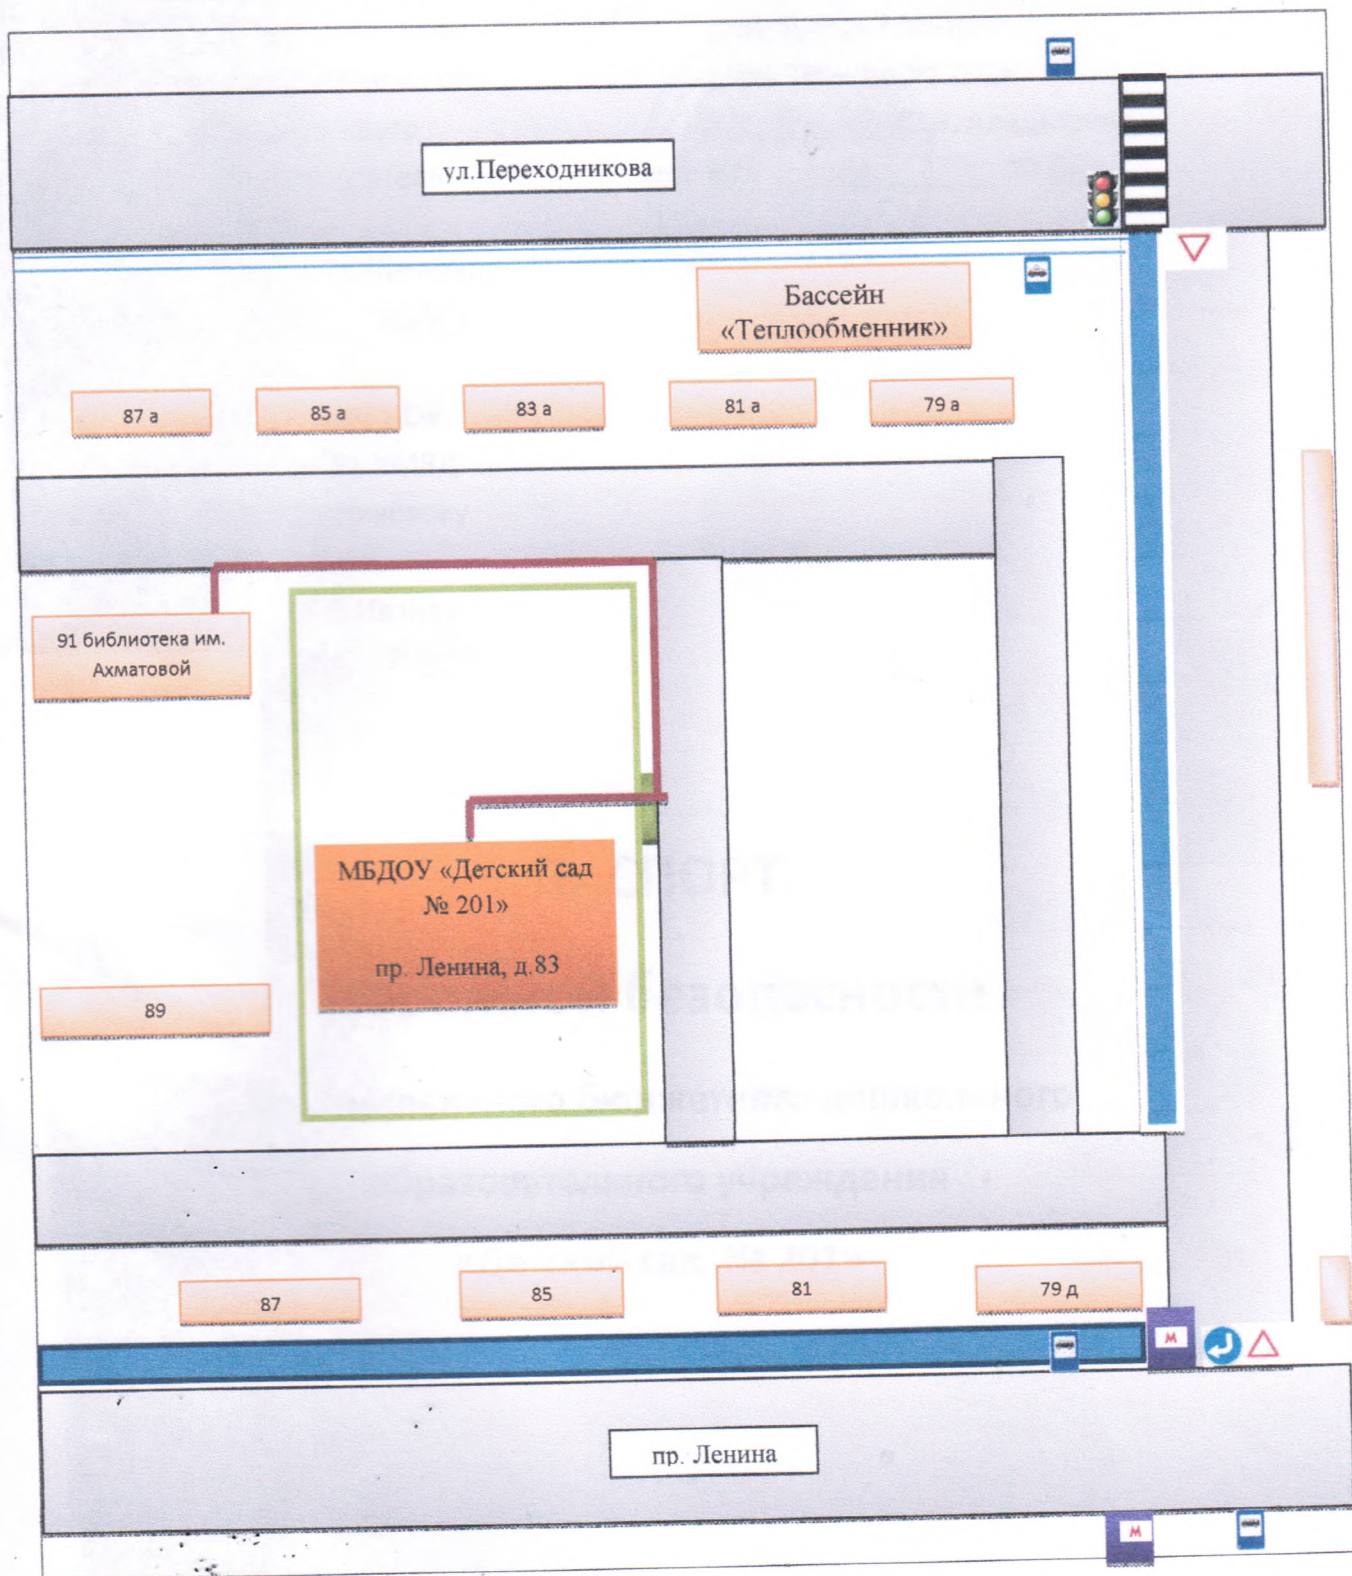 ул.Переходникова
Бассейн
«Теплообменник»
87 а
85 а
83 а
81 а
79 а
91 библиотека им.
Ахматовой
МБДОУ «Детский сад
№ 201»
пр. Ленина, д.83
89
87
85
81
79 д
М
пр. Ленина
М